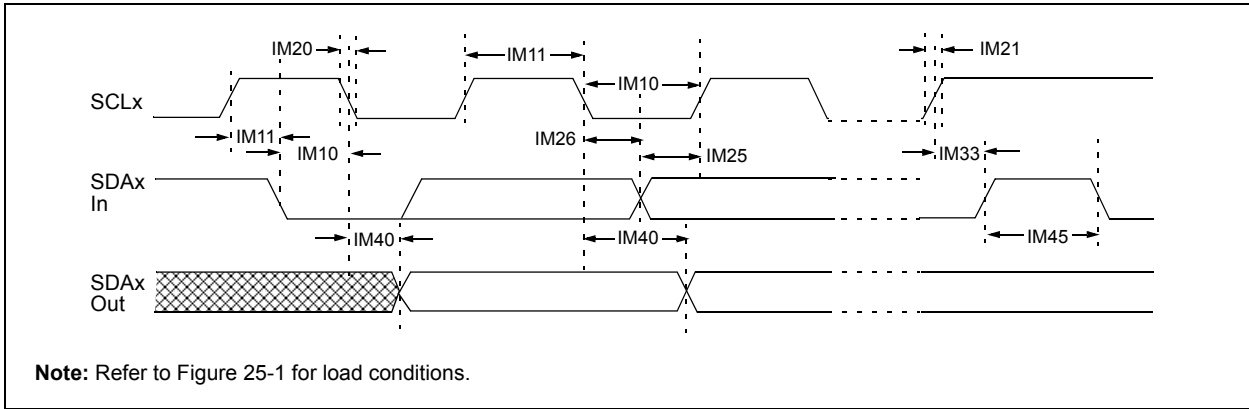 IM20
IM11
IM21
SCLx
IM10
IM11
IM26
IM10
IM25
IM33
SDAx
In
IM40
IM40
IM45
SDAx
Out
Note: Refer to Figure 25-1 for load conditions.